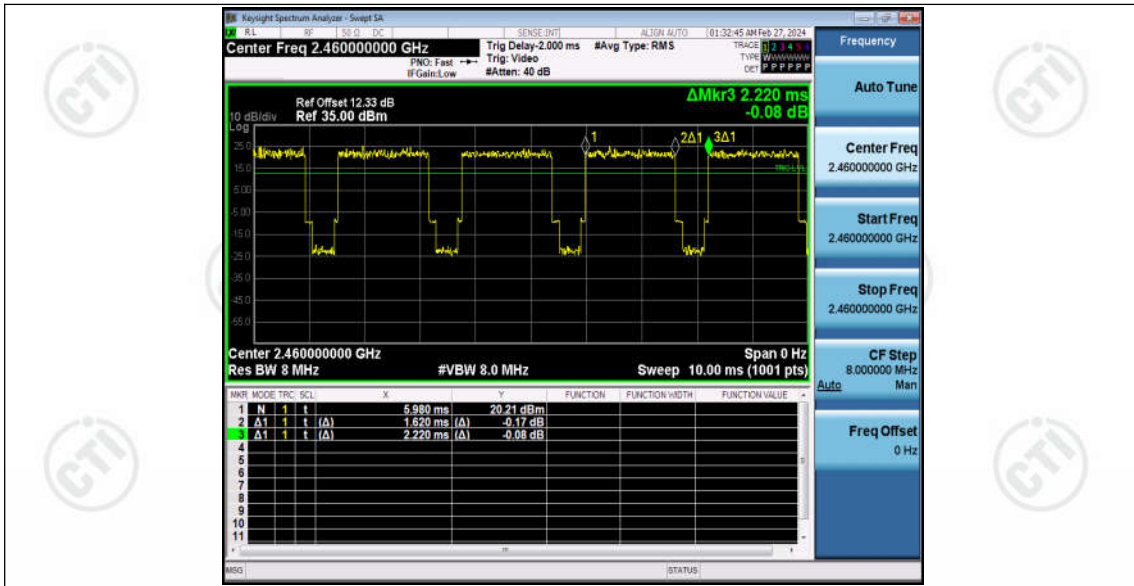 Keysight Spectrum Analyzer - Swept SA
RL RF 50 Ω DC SENSE:INT ALIGN AUTO 01:32:45 AM Feb 27, 2024
Center Freq 2.460000000 GHz
PNO: Fast
IFGain:Low
Trig Delay-2.000 ms
Trig: Video
#Atten: 40 dB
#Avg Type: RMS
TRACE 1 2 3 4 5 6
TYPE WWWWWW
DET P P P P P P
Ref Offset 12.33 dB
10 dB/div Ref 35.00 dBm
Log
ΔMkr3 2.220 ms
-0.08 dB
1 2Δ1 3Δ1
25.0
15.0
TRIG LVL
5.00
-5.00
-15.0
-25.0
-35.0
-45.0
-55.0
Center 2.460000000 GHz Span 0 Hz
Res BW 8 MHz #VBW 8.0 MHz Sweep 10.00 ms (1001 pts)
MKR MODE TRC SCL X Y FUNCTION FUNCTION WIDTH FUNCTION VALUE
1 N 1 t 5.980 ms 20.21 dBm
2 Δ1 1 t (Δ) 1.620 ms (Δ) -0.17 dB
3 Δ1 1 t (Δ) 2.220 ms (Δ) -0.08 dB
4
5
6
7
8
9
10
11
MSG STATUS
Frequency
Auto Tune
Center Freq
2.460000000 GHz
Start Freq
2.460000000 GHz
Stop Freq
2.460000000 GHz
CF Step
8.000000 MHz
Auto Man
Freq Offset
0 Hz
CTI
CTI
CTI
CTI